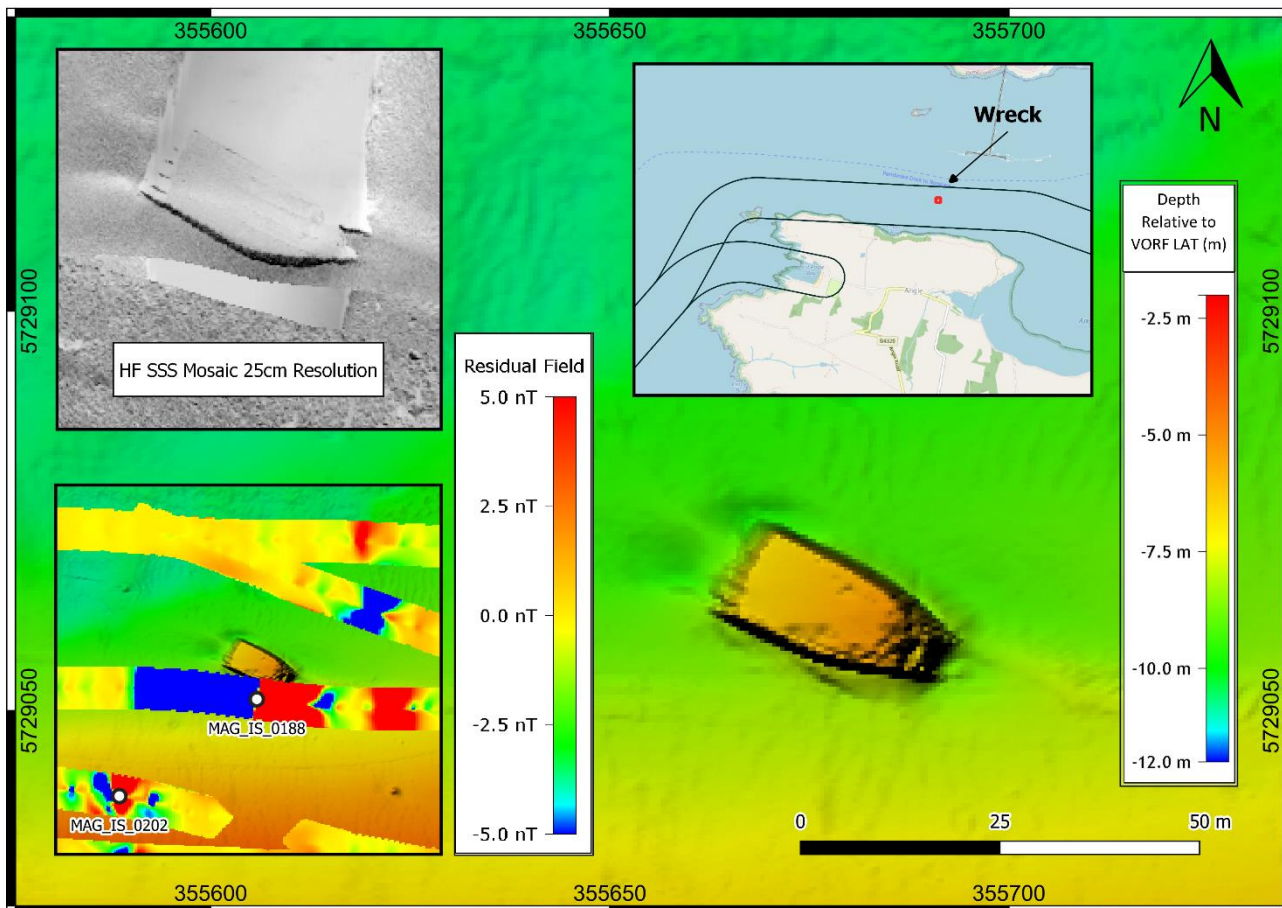 355600
355650
355700
5729100
5729100
5729050
5729050
HF SSS Mosaic 25cm Resolution
Wreck
Angle
B4320
N
Depth
Relative to
VORF LAT (m)
-2.5 m
-5.0 m
-7.5 m
-10.0 m
-12.0 m
Residual Field
5.0 nT
2.5 nT
0.0 nT
-2.5 nT
-5.0 nT
MAG_IS_0188
MAG_IS_0202
0
25
50 m
355600
355650
355700